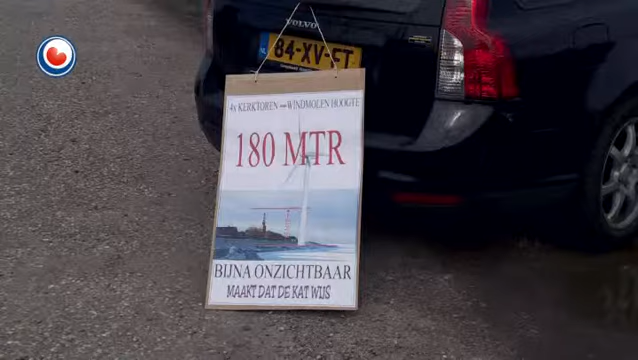 VOLVO
84-XV-FT
4x KERKTOREN = WINDMOLEN HOOGTE
180 MTR
BIJNA ONZICHTBAAR
MAAKT DAT DE KAT WIJS